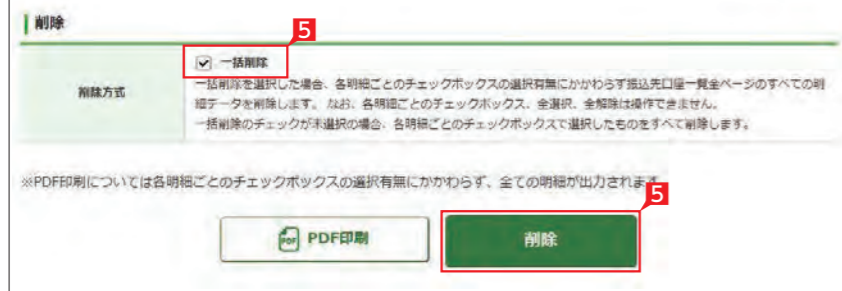 削除
5
一括削除
削除方式
一括削除を選択した場合、各明細ごとのチェックボックスの選択有無にかかわらず振込先口座一覧全ページのすべての明
細データを削除します。 なお、各明細ごとのチェックボックス、全選択、全解除は操作できません。
一括削除のチェックが未選択の場合、各明細ごとのチェックボックスで選択したものをすべて削除します。
※PDF印刷については各明細ごとのチェックボックスの選択有無にかかわらず、全ての明細が出力されます。
5
PDF PDF印刷
削除